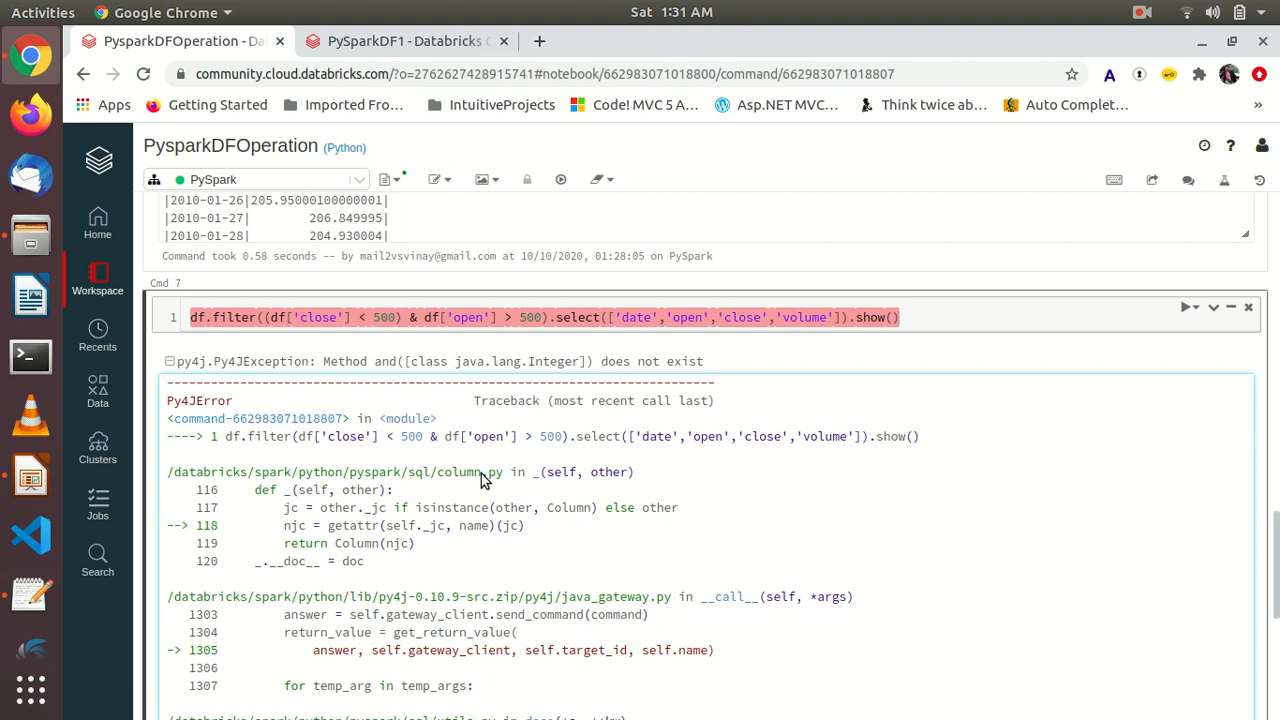 Activities
Google Chrome
Sat 1:31 AM
PysparkDFOperation - Da
PySparkDF1 - Databricks C
community.cloud.databricks.com/?o=2762627428915741#notebook/662983071018800/command/662983071018807
Apps
Getting Started
Imported Fro...
IntuitiveProjects
Code! MVC 5 A...
Asp.NET MVC...
Think twice ab...
Auto Complet...
»
PysparkDFOperation (Python)
PySpark
Home
Workspace
Recents
Data
Clusters
Jobs
Search
|2010-01-26|205.95000100000001|
|2010-01-27| 206.849995|
|2010-01-28| 204.930004|
Command took 0.58 seconds -- by mail2vsvinay@gmail.com at 10/10/2020, 01:28:05 on PySpark
Cmd 7
1 df.filter((df['close'] < 500) & df['open'] > 500).select(['date','open','close','volume']).show()
py4j.Py4JException: Method and([class java.lang.Integer]) does not exist
---------------------------------------------------------------------------
Py4JError Traceback (most recent call last)
<command-662983071018807> in <module>
----> 1 df.filter(df['close'] < 500 & df['open'] > 500).select(['date','open','close','volume']).show()
/databricks/spark/python/pyspark/sql/column.py in _(self, other)
116 def _(self, other):
117 jc = other._jc if isinstance(other, Column) else other
--> 118 njc = getattr(self._jc, name)(jc)
119 return Column(njc)
120 _.__doc__ = doc
/databricks/spark/python/lib/py4j-0.10.9-src.zip/py4j/java_gateway.py in __call__(self, *args)
1303 answer = self.gateway_client.send_command(command)
1304 return_value = get_return_value(
-> 1305 answer, self.gateway_client, self.target_id, self.name)
1306
1307 for temp_arg in temp_args: